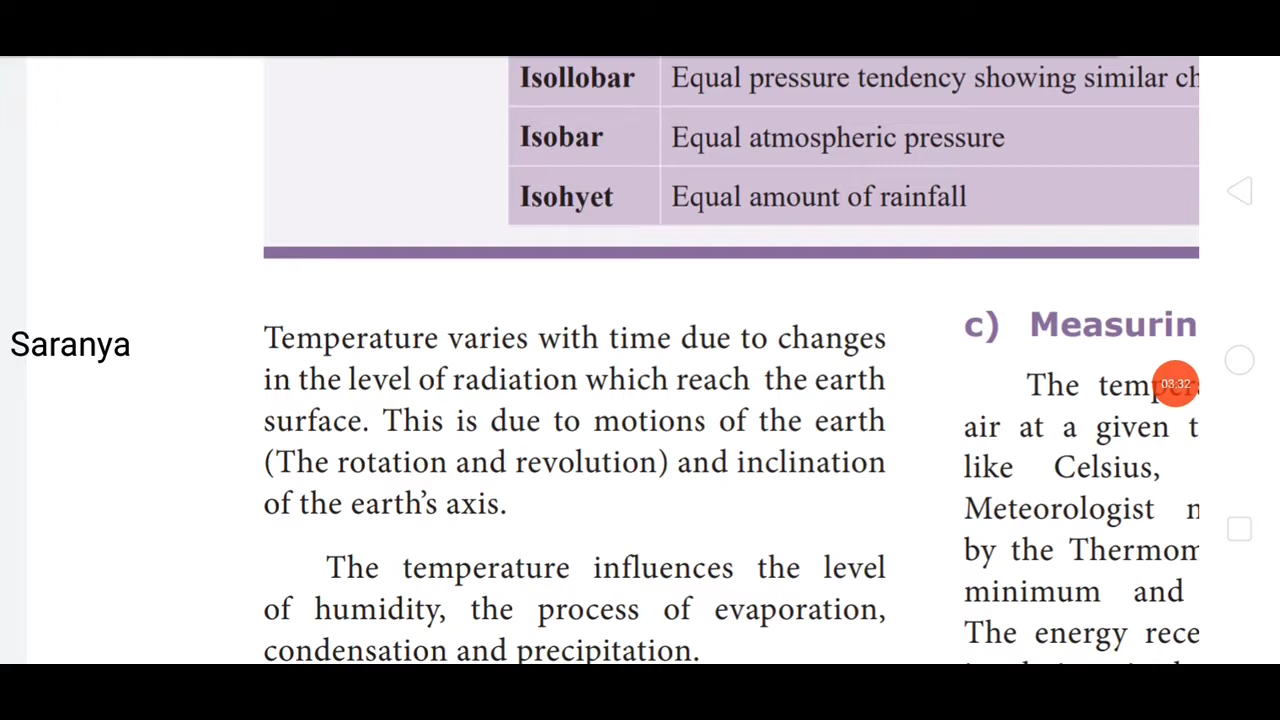 Isollobar Equal pressure tendency showing similar ch
Isobar Equal atmospheric pressure
Isohyet Equal amount of rainfall
Saranya
Temperature varies with time due to changes
in the level of radiation which reach the earth
surface. This is due to motions of the earth
(The rotation and revolution) and inclination
of the earth’s axis.
The temperature influences the level
of humidity, the process of evaporation,
condensation and precipitation.
c) Measurin
The
air at a given t
like Celsius,
Meteorologist
by the Thermom
minimum and
The energy rece
03:32